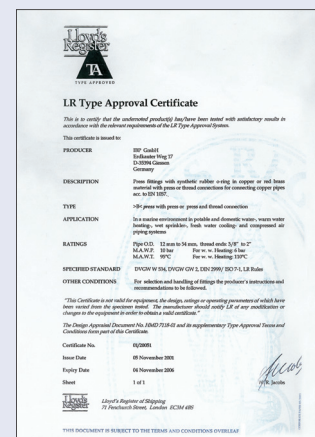 Lloyd's
Register
TA
TYPE APPROVED
LR Type Approval Certificate
This is to certify that the undernoted product(s) has/have been tested with satisfactory results in
accordance with the relevant requirements of the LR Type Approval System.
This certificate is issued to:
PRODUCER
IBP GmbH
Erdkauter Weg 17
D-35394 Giessen
Germany
DESCRIPTION
Press fittings with synthetic rubber o-ring in copper or red brass
material with press or thread connections for connecting copper pipes
acc. to EN 1057.
TYPE
>B< press with press or press and thread connection
APPLICATION
In a marine environment in potable and domestic water-, warm water
heating-, wet sprinkler-, fresh water cooling- and compressed air
piping systems
RATINGS
Pipe O.D. 12 mm to 54 mm, thread ends: 3/8" to 2"
M.A.W.P. 10 bar For w. w. Heating: 6 bar
M.A.W.T. 95°C For w. w. Heating: 110°C
SPECIFIED STANDARD
DVGW W 534, DVGW GW 2, DIN 2999/ ISO 7-1, LR Rules
OTHER CONDITIONS
For selection and handling of fittings the producer's instructions and
recommendations to be followed.
"This Certificate is not valid for equipment, the design, ratings or operating parameters of which have
been varied from the specimen tested. The manufacturer should notify LR of any modification or
changes to the equipment in order to obtain a valid certificate."
The Design Appraisal Document No. HMD 7118-01 and its supplementary Type Approval Terms and
Conditions form part of this Certificate.
Certificate No.
01/20051
Issue Date
05 November 2001
Expiry Date
04 November 2006
Sheet
1 of 1
W. R. Jacobs
Lloyd's
Register
Lloyd's Register of Shipping
71 Fenchurch Street, London EC3M 4BS
THIS DOCUMENT IS SUBJECT TO THE TERMS AND CONDITIONS OVERLEAF